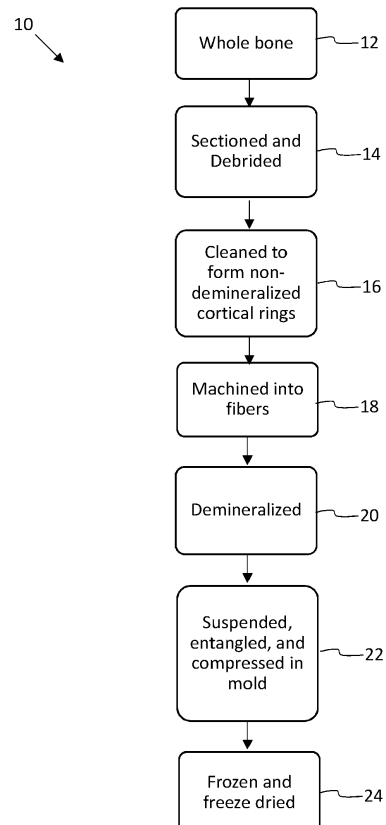 10
Whole bone
12
Sectioned and
Debrided
14
Cleaned to
form non-
demineralized
cortical rings
16
Machined into
fibers
18
Demineralized
20
Suspended,
entangled, and
compressed in
mold
22
Frozen and
freeze dried
24